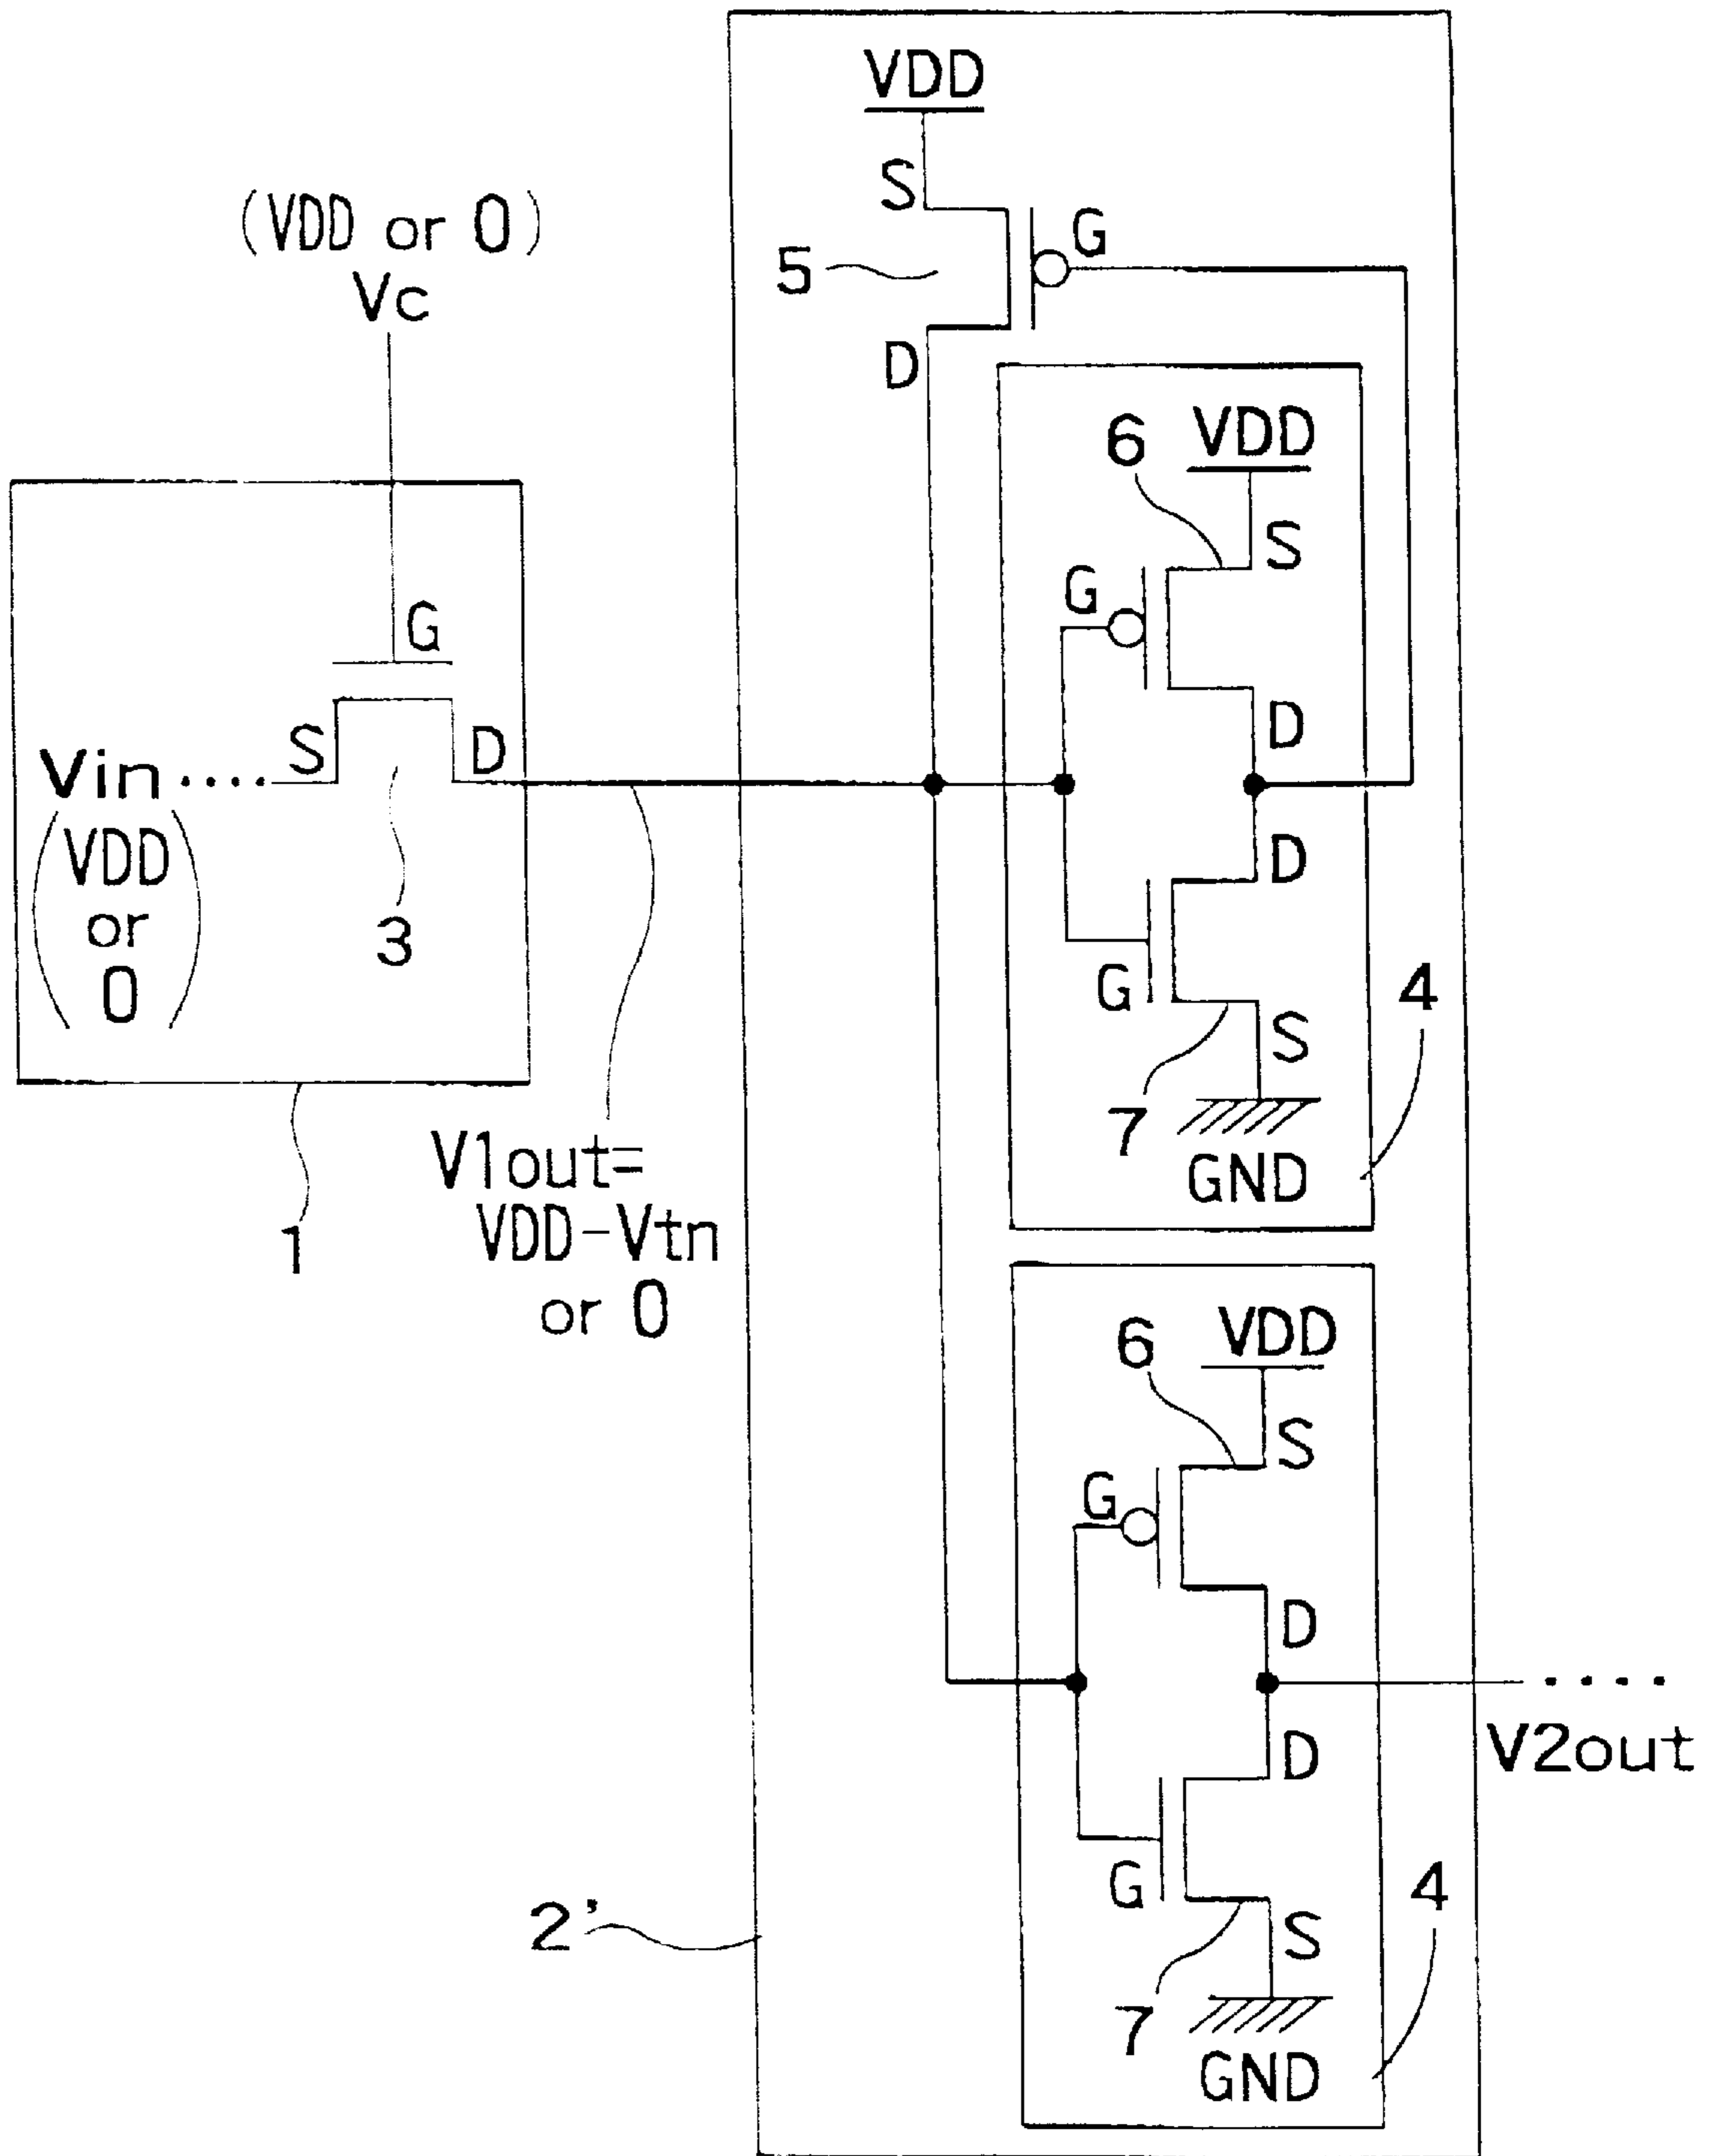 VDD
S
G
5
D
(VDD or 0)
Vc
G
S
D
Vin ....
(VDD
or
0)
3
1
V1out=
VDD-Vtn
or 0
6
VDD
S
G
D
D
G
S
7
GND
4
6
VDD
S
G
D
....
V2out
D
G
S
7
GND
4
2'